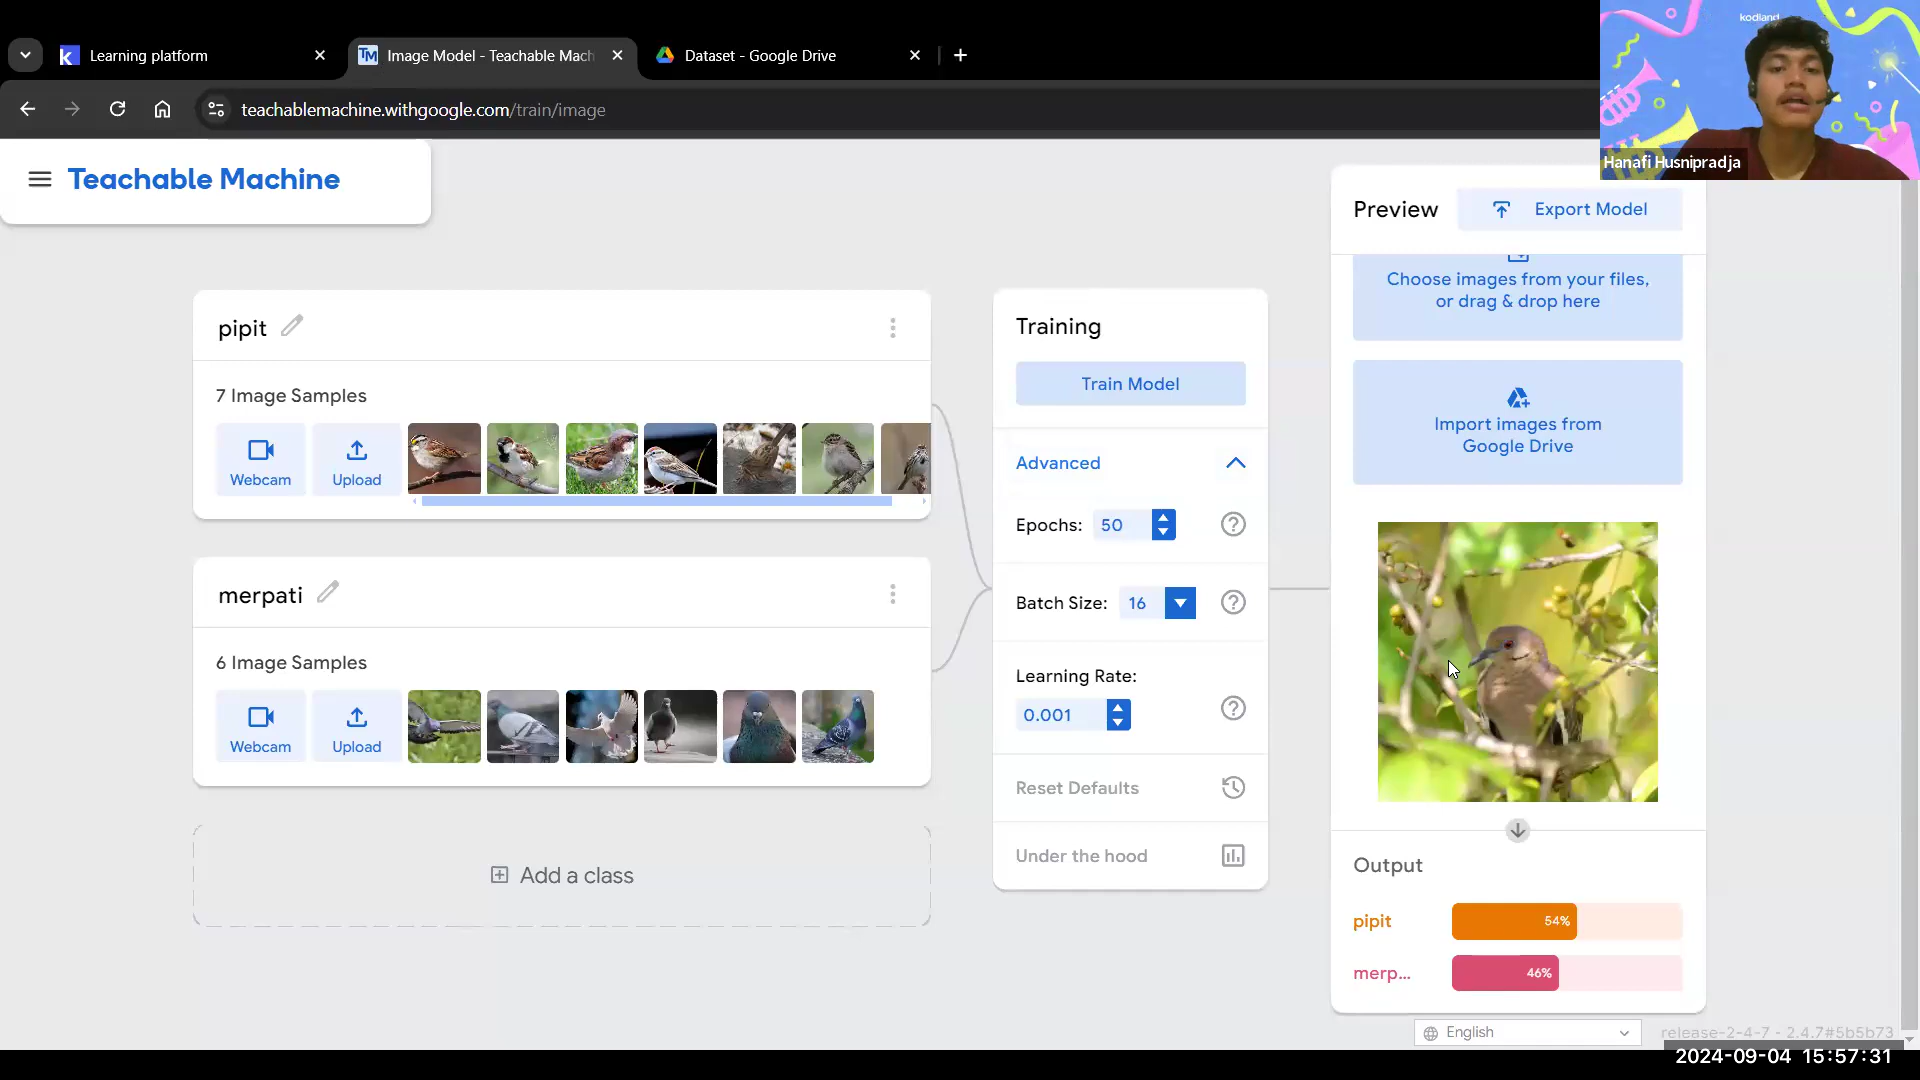 Learning platform
Image Model - Teachable Mach
Dataset - Google Drive
teachablemachine.withgoogle.com/train/image
kodland
Hanafi Husnipradja
Teachable Machine
Preview
Export Model
Choose images from your files,
or drag & drop here
Import images from
Google Drive
pipit
7 Image Samples
Webcam
Upload
merpati
6 Image Samples
Webcam
Upload
Add a class
Training
Train Model
Advanced
Epochs: 50
Batch Size: 16
Learning Rate:
0.001
Reset Defaults
Under the hood
Output
pipit 54%
merp... 46%
English
release-2-4-7 - 2.4.7#5b5b73
2024-09-04 15:57:31